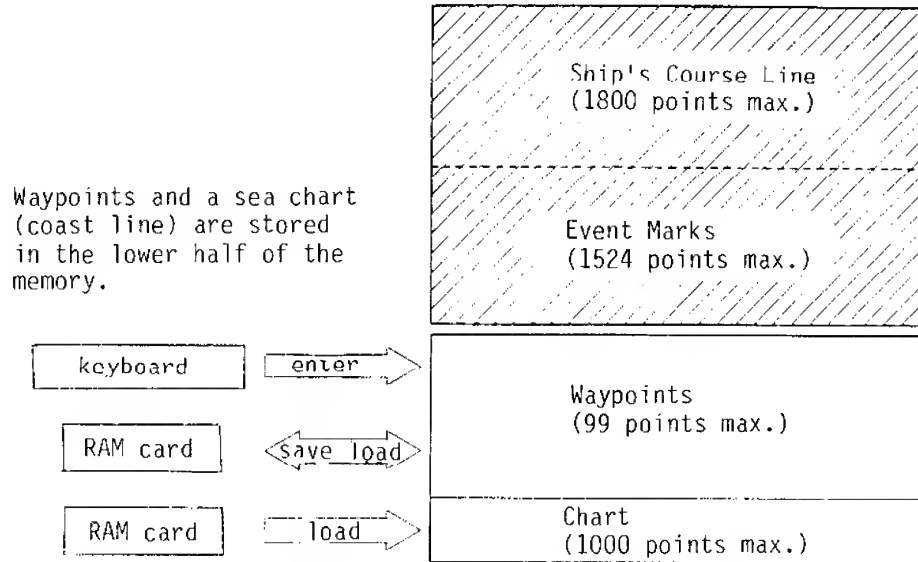 Ship's Course Line
(1800 points max.)
Waypoints and a sea chart
(coast line) are stored
in the lower half of the
memory.
Event Marks
(1524 points max.)
keyboard
enter
Waypoints
(99 points max.)
RAM card
save load
RAM card
load
Chart
(1000 points max.)